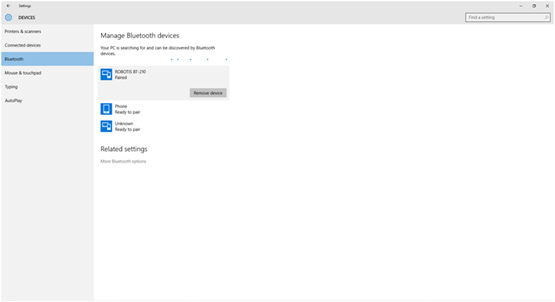 Settings
DEVICES
Find a setting
Printers & scanners
Connected devices
Bluetooth
Mouse & touchpad
Typing
AutoPlay
Manage Bluetooth devices
Your PC is searching for and can be discovered by Bluetooth
devices.
ROBOTIS BT-210
Paired
Remove device
Phone
Ready to pair
Unknown
Ready to pair
Related settings
More Bluetooth options